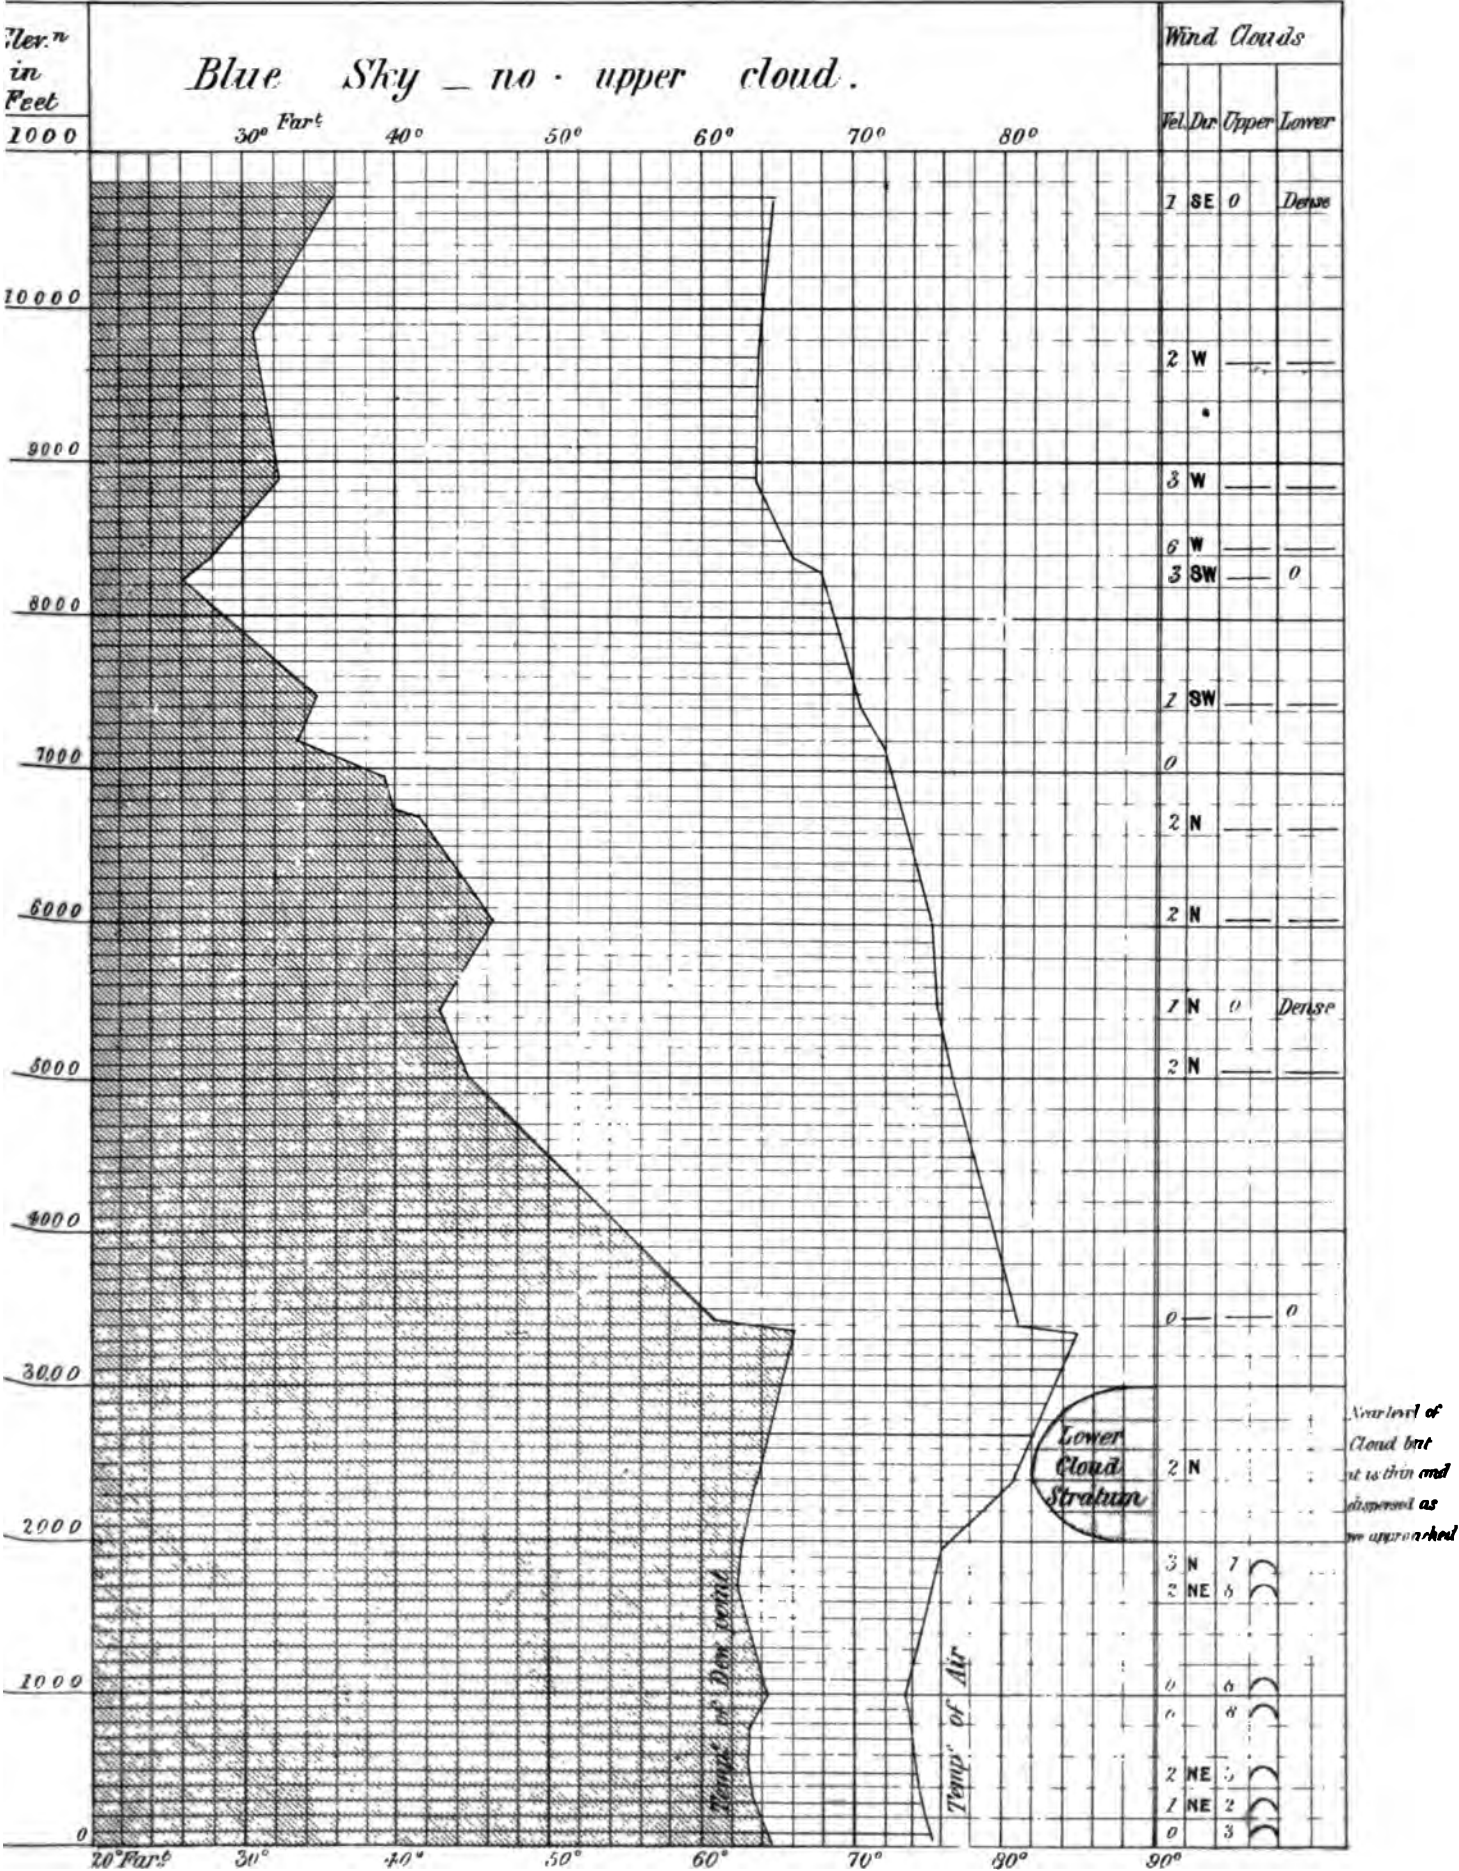 Elev.n
in
Feet
Blue Sky — no · upper cloud.
Wind Clouds
Vel. Dir. Upper Lower
1000 30° Fart 40° 50° 60° 70° 80°
1 SE 0 Dense
10000
2 W — —
9000
3 W — —
6 W — —
3 SW — 0
8000
1 SW — —
7000
0
2 N — —
6000
2 N — —
1 N 0 Dense
5000
2 N — —
4000
0 — — 0
3000
Near level of
Lower
Cloud but
Cloud
2 N
it is thin and
Stratum
dispersed as
2000
we approached
3 N 7
2 NE 8
Temp.e of Dew point
Temp.e of Air
1000
0 6
0 8
2 NE
1 NE 2
0
0 3
20° Fart 30° 40° 50° 60° 70° 80° 90°